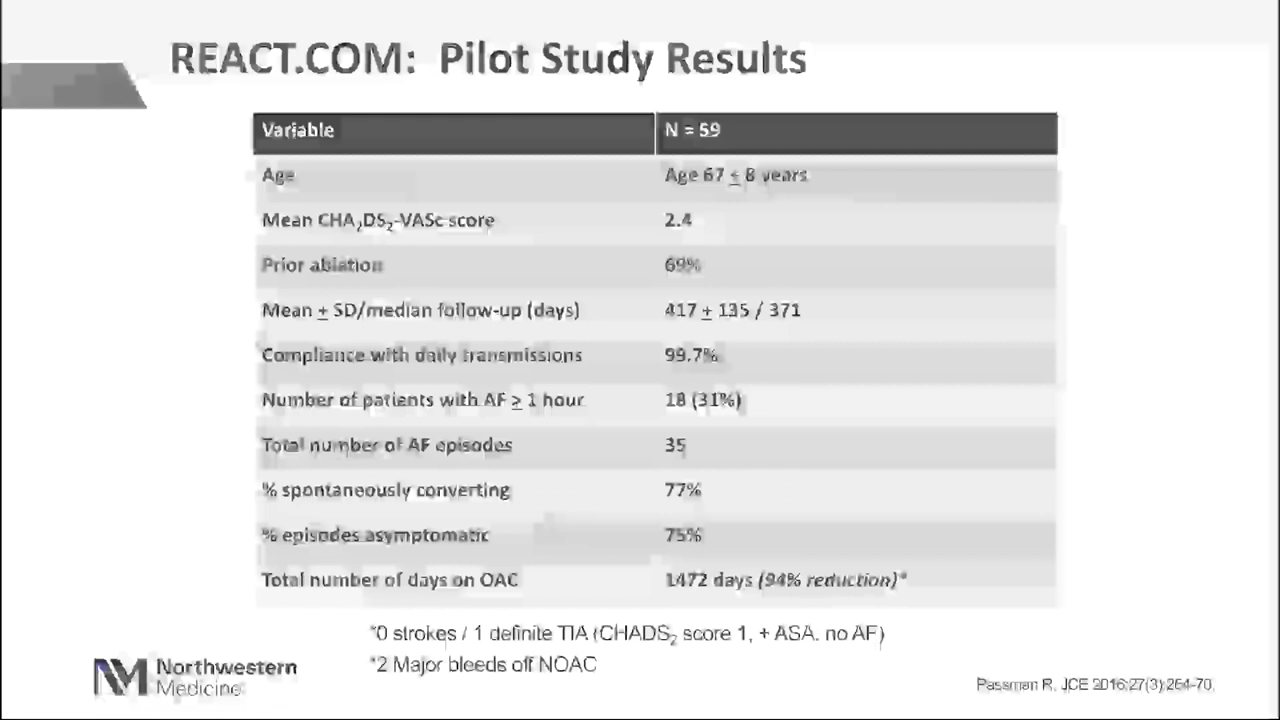 REACT.COM: Pilot Study Results
Variable N = 59
Age Age 67 ± 8 years
Mean CHA₂DS₂-VASc score 2.4
Prior ablation 69%
Mean ± SD/median follow-up (days) 417 ± 135 / 371
Compliance with daily transmissions 99.7%
Number of patients with AF ≥ 1 hour 18 (31%)
Total number of AF episodes 35
% spontaneously converting 77%
% episodes asymptomatic 75%
Total number of days on OAC 1472 days (94% reduction)*
*0 strokes / 1 definite TIA (CHADS₂ score 1, + ASA, no AF)
*2 Major bleeds off NOAC
NM Northwestern
Medicine
Passman R, JCE 2016;27(3):264-70.